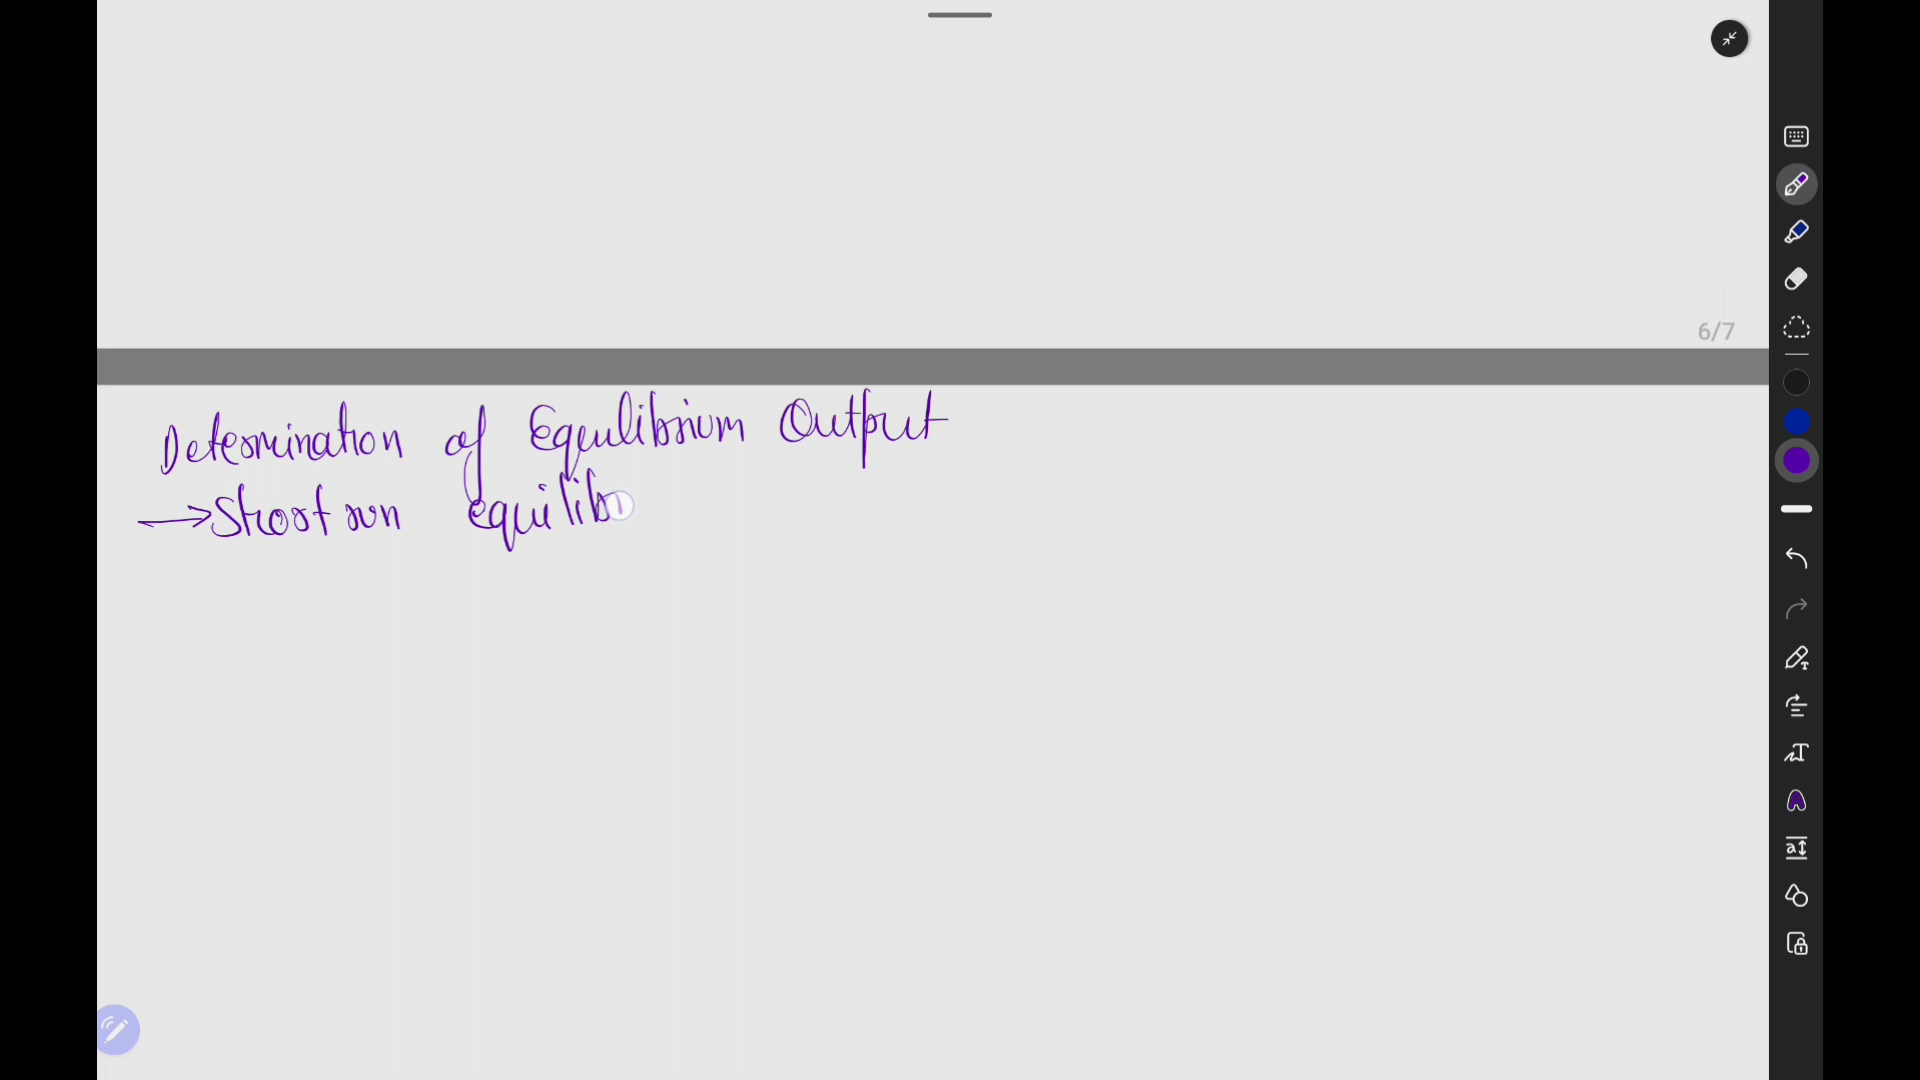 6/7
Determination of Equilibrium Output
→ Short run equilib